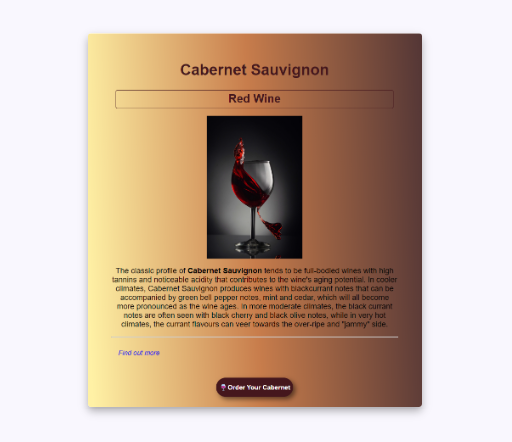 Cabernet Sauvignon
Red Wine
The classic profile of Cabernet Sauvignon tends to be full-bodied wines with high
tannins and noticeable acidity that contributes to the wine's aging potential. In cooler
climates, Cabernet Sauvignon produces wines with blackcurrant notes that can be
accompanied by green bell pepper notes, mint and cedar, which will all become
more pronounced as the wine ages. In more moderate climates, the black currant
notes are often seen with black cherry and black olive notes, while in very hot
climates, the currant flavours can veer towards the over-ripe and "jammy" side.
Find out more
Order Your Cabernet